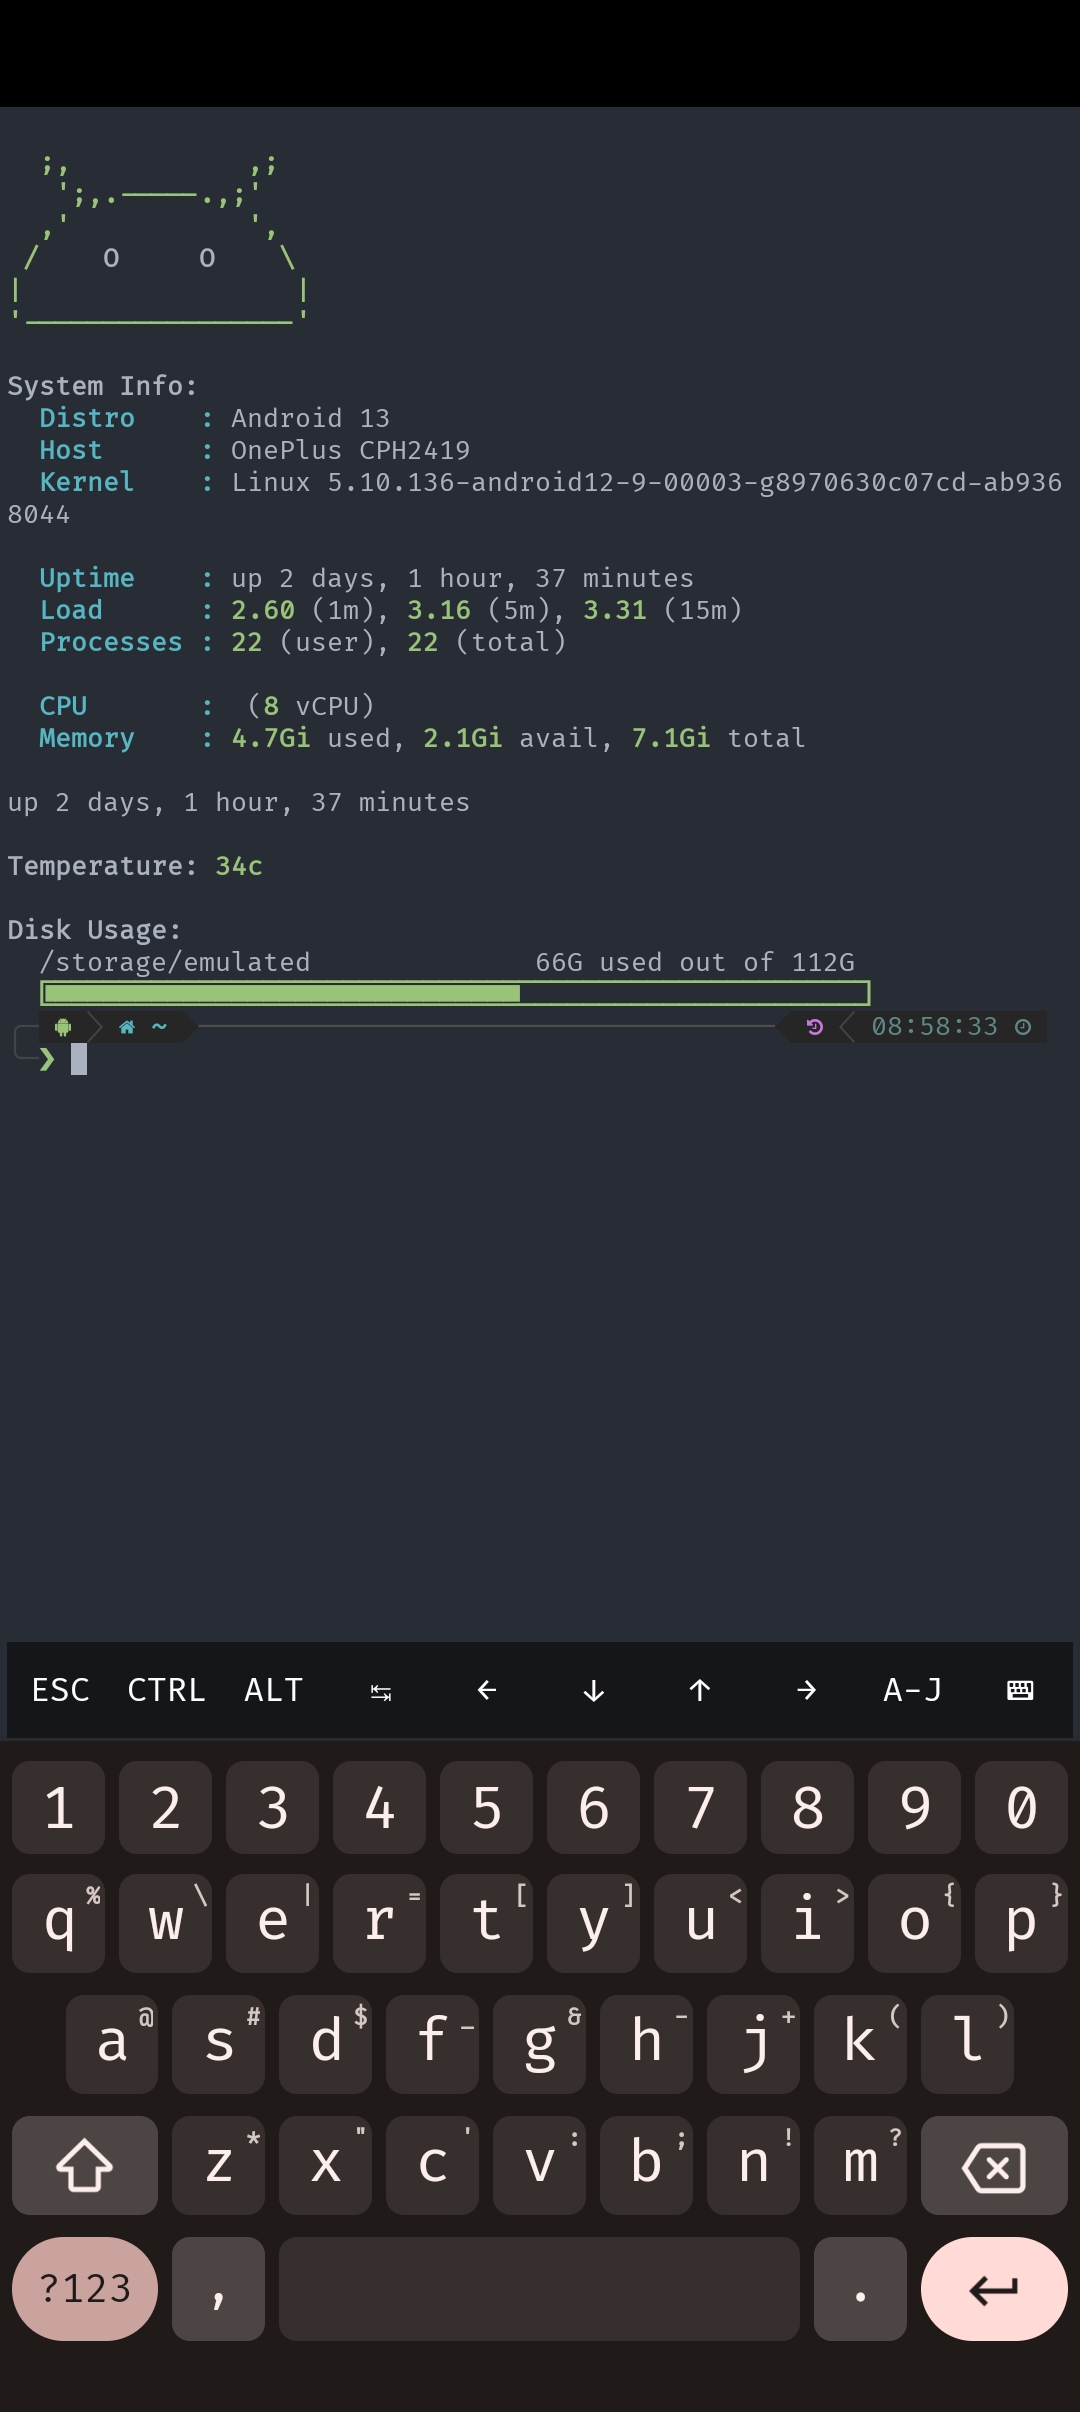 System Info:
Distro : Android 13
Host : OnePlus CPH2419
Kernel : Linux 5.10.136-android12-9-00003-g8970630c07cd-ab936
8044
Uptime : up 2 days, 1 hour, 37 minutes
Load : 2.60 (1m), 3.16 (5m), 3.31 (15m)
Processes : 22 (user), 22 (total)
CPU : (8 vCPU)
Memory : 4.7Gi used, 2.1Gi avail, 7.1Gi total
up 2 days, 1 hour, 37 minutes
Temperature: 34c
Disk Usage:
/storage/emulated 66G used out of 112G
~ 08:58:33
❯
ESC CTRL ALT ↹ ← ↓ ↑ → A-J
1 2 3 4 5 6 7 8 9 0
q % w \ e | r = t [ y ] u < i > o { p }
a @ s # d $ f _ g & h - j + k ( l )
z * x " c ' v : b ; n ! m ?
?123 , .